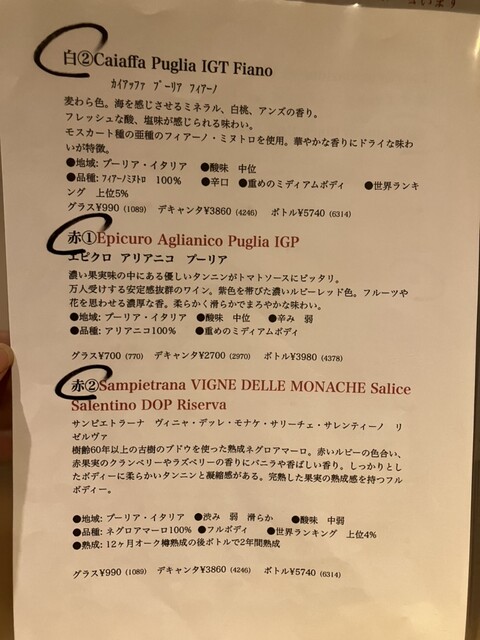 白②Caiaffa Puglia IGT Fiano
ｶｲｱｯﾌｧ ﾌﾟｰﾘｱ ﾌｨｱｰﾉ
麦わら色。海を感じさせるミネラル、白桃、アンズの香り。
フレッシュな酸、塩味が感じられる味わい。
モスカート種の亜種のフィアーノ・ミヌトロを使用。華やかな香りにドライな味わ
いが特徴。
●地域: プーリア・イタリア ●酸味 中位
●品種: ﾌｨｱｰﾉﾐﾇﾄﾛ 100% ●辛口 ●重めのミディアムボディ ●世界ランキ
ング 上位5%
グラス¥990 (1089) デキャンタ¥3860 (4246) ボトル¥5740 (6314)
赤①Epicuro Aglianico Puglia IGP
エピクロ アリアニコ プーリア
濃い果実味の中にある優しいタンニンがトマトソースにピッタリ。
万人受けする安定感抜群のワイン。紫色を帯びた濃いルビーレッド色。フルーツや
花を思わせる濃厚な香。柔らかく滑らかでまろやかな味わい。
●地域: プーリア・イタリア ●酸味 中位 ●辛み 弱
●品種: アリアニコ100% ●重めのミディアムボディ
グラス¥700 (770) デキャンタ¥2700 (2970) ボトル¥3980 (4378)
赤②Sampietrana VIGNE DELLE MONACHE Salice
Salentino DOP Riserva
サンピエトラーナ ヴィニャ・デッレ・モナケ・サリーチェ・サレンティーノ リ
ゼルヴァ
樹齢60年以上の古樹のブドウを使った熟成ネグロアマーロ。赤いルビーの色合い、
赤果実のクランベリーやラズベリーの香りにバニラや香ばしい香り。しっかりとし
たボディーに柔らかいタンニンと凝縮感がある。完熟した果実の熟成感を持つフル
ボディー。
●地域: プーリア・イタリア ●渋み 弱 滑らか ●酸味 中弱
●品種: ネグロアマーロ100% ●フルボディ ●世界ランキング 上位4%
●熟成: 12ヶ月オーク樽熟成の後ボトルで2年間熟成
グラス¥990 (1089) デキャンタ¥3860 (4246) ボトル¥5740 (6314)